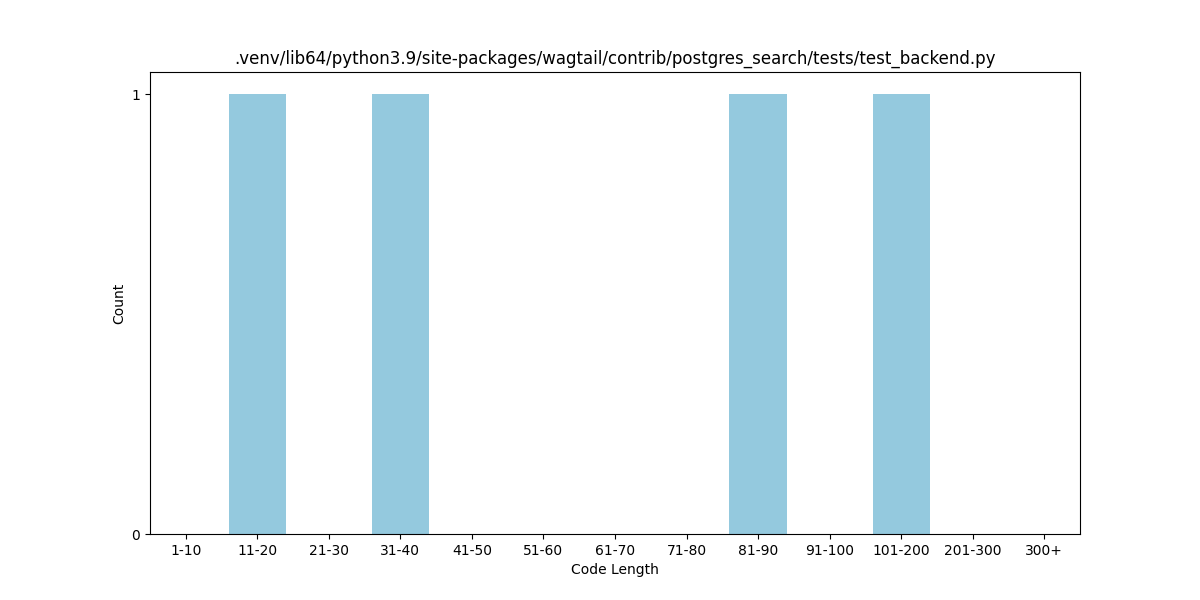 .venv/lib64/python3.9/site-packages/wagtail/contrib/postgres_search/tests/test_backend.py
1
Count
0
1-10 11-20 21-30 31-40 41-50 51-60 61-70 71-80 81-90 91-100 101-200 201-300 300+
Code Length